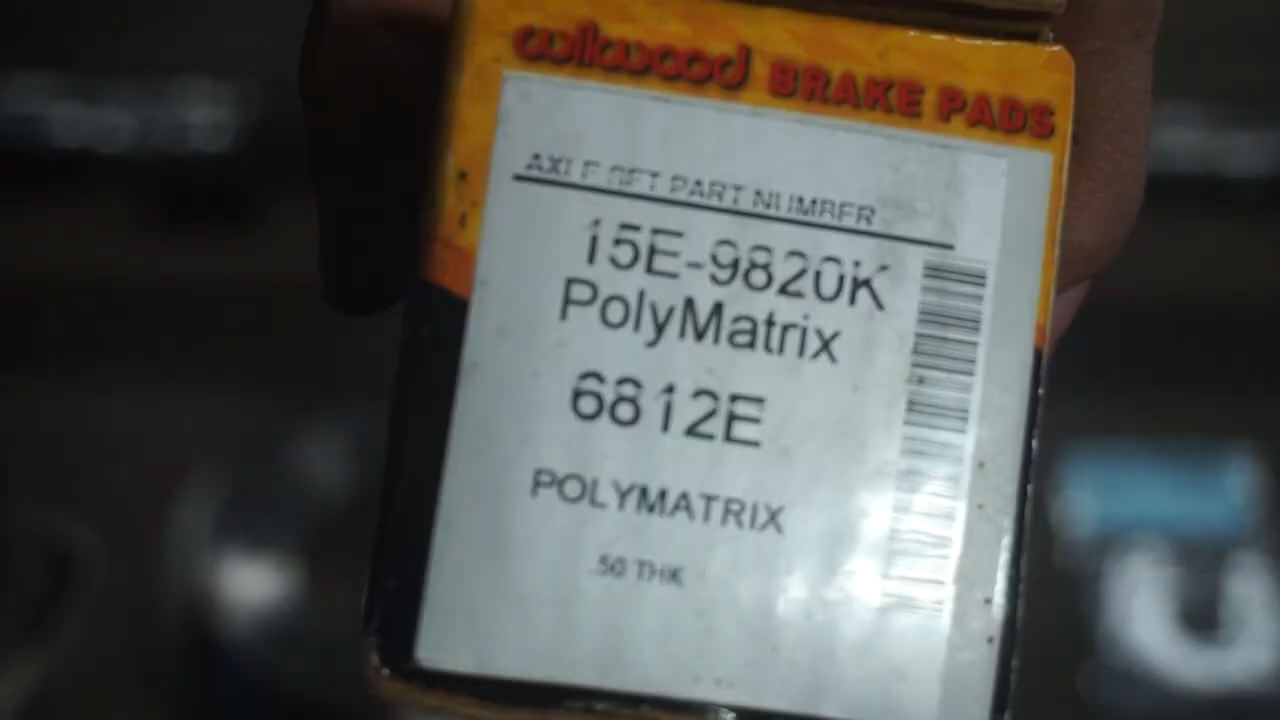 wilwood BRAKE PADS
AXLE SET PART NUMBER
15E-9820K
PolyMatrix
6812E
POLYMATRIX
.50 THK